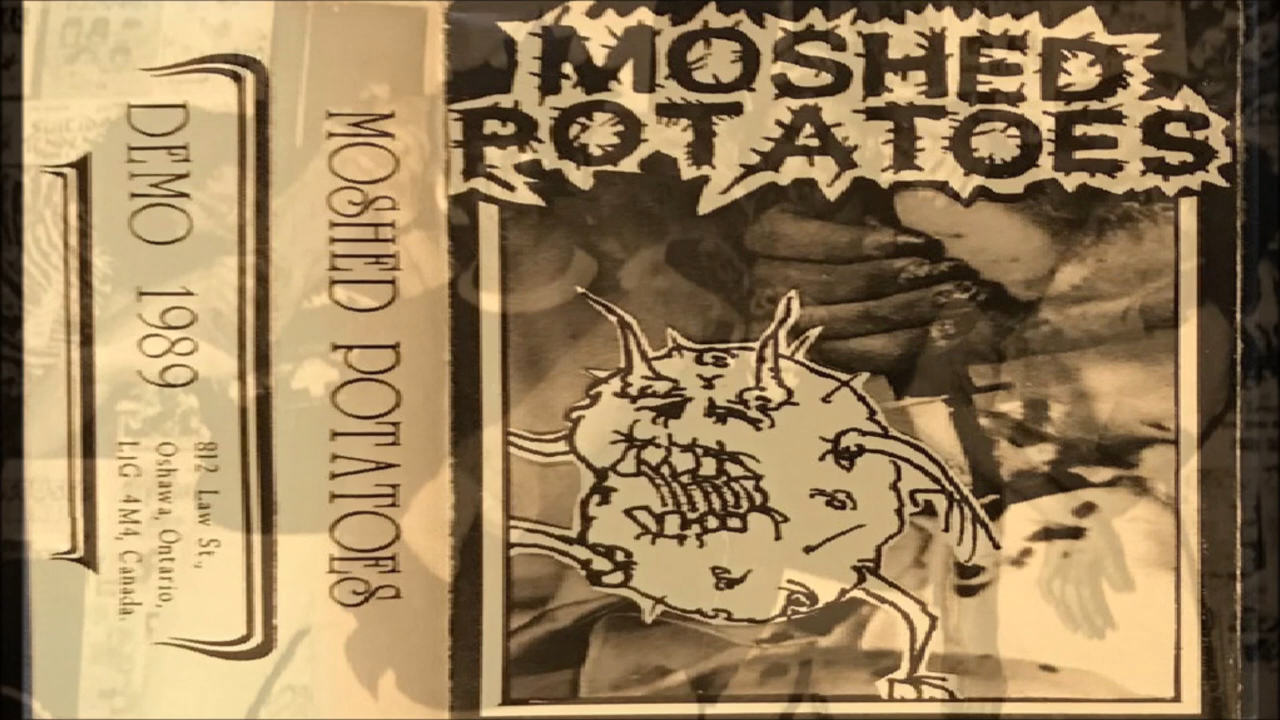 MOSHED
POTATOES
MOSHED POTATOES
DEMO 1989
812 Law St.,
Oshawa, Ontario,
L1G 4M4, Canada.